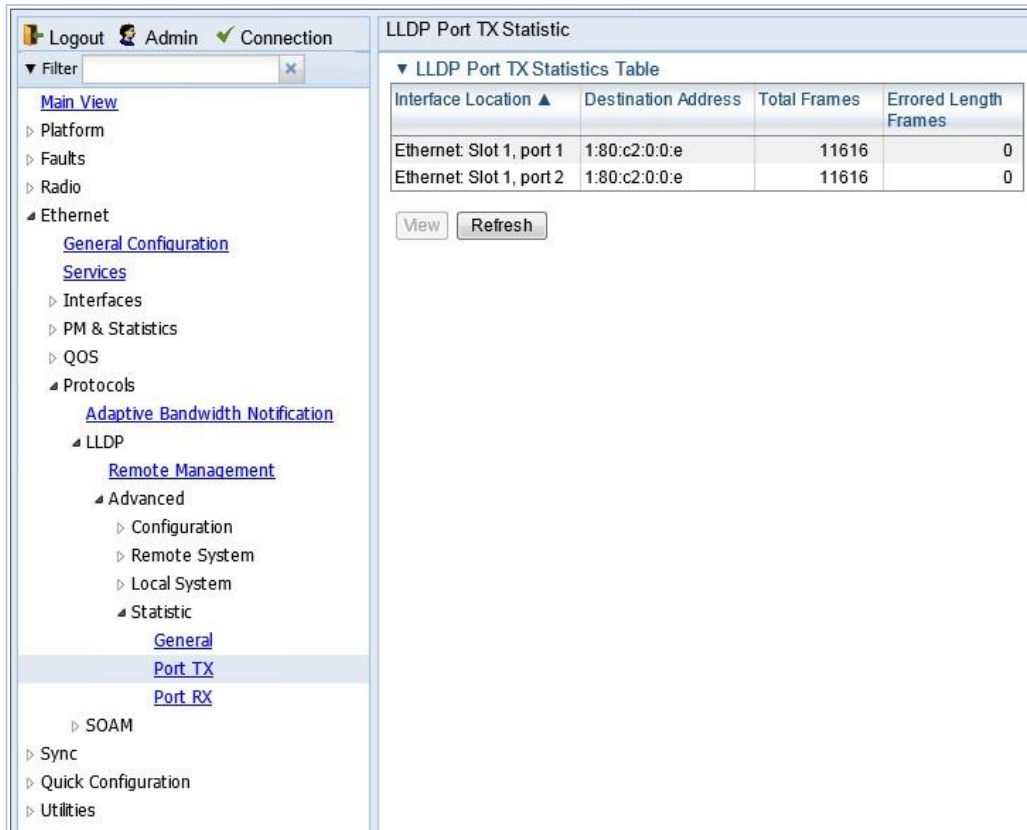 Logout Admin Connection
▼ Filter
Main View
Platform
Faults
Radio
Ethernet
General Configuration
Services
Interfaces
PM & Statistics
QOS
Protocols
Adaptive Bandwidth Notification
LLDP
Remote Management
Advanced
Configuration
Remote System
Local System
Statistic
General
Port TX
Port RX
SOAM
Sync
Quick Configuration
Utilities
LLDP Port TX Statistic
▼ LLDP Port TX Statistics Table
Interface Location ▲ Destination Address Total Frames Errored Length Frames
Ethernet: Slot 1, port 1 1:80:c2:0:0:e 11616 0
Ethernet: Slot 1, port 2 1:80:c2:0:0:e 11616 0
View Refresh